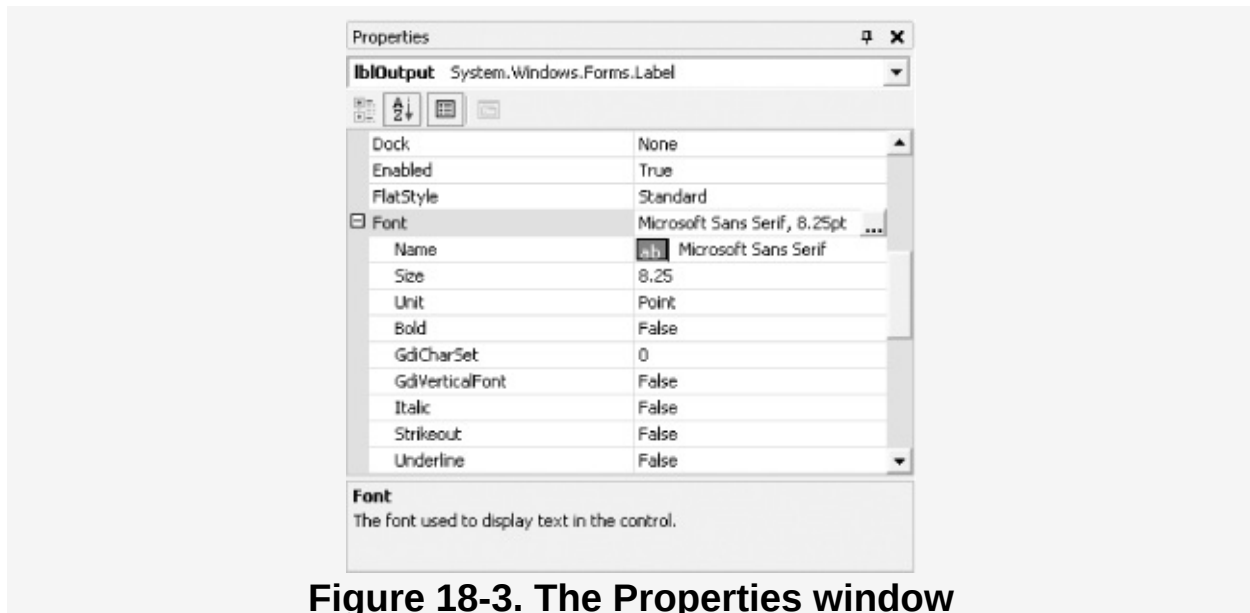 Properties
lblOutput System.Windows.Forms.Label
A
Z
Dock None
Enabled True
FlatStyle Standard
Font Microsoft Sans Serif, 8.25pt ...
Name ab Microsoft Sans Serif
Size 8.25
Unit Point
Bold False
GdiCharSet 0
GdiVerticalFont False
Italic False
Strikeout False
Underline False
Font
The font used to display text in the control.
Figure 18-3. The Properties window